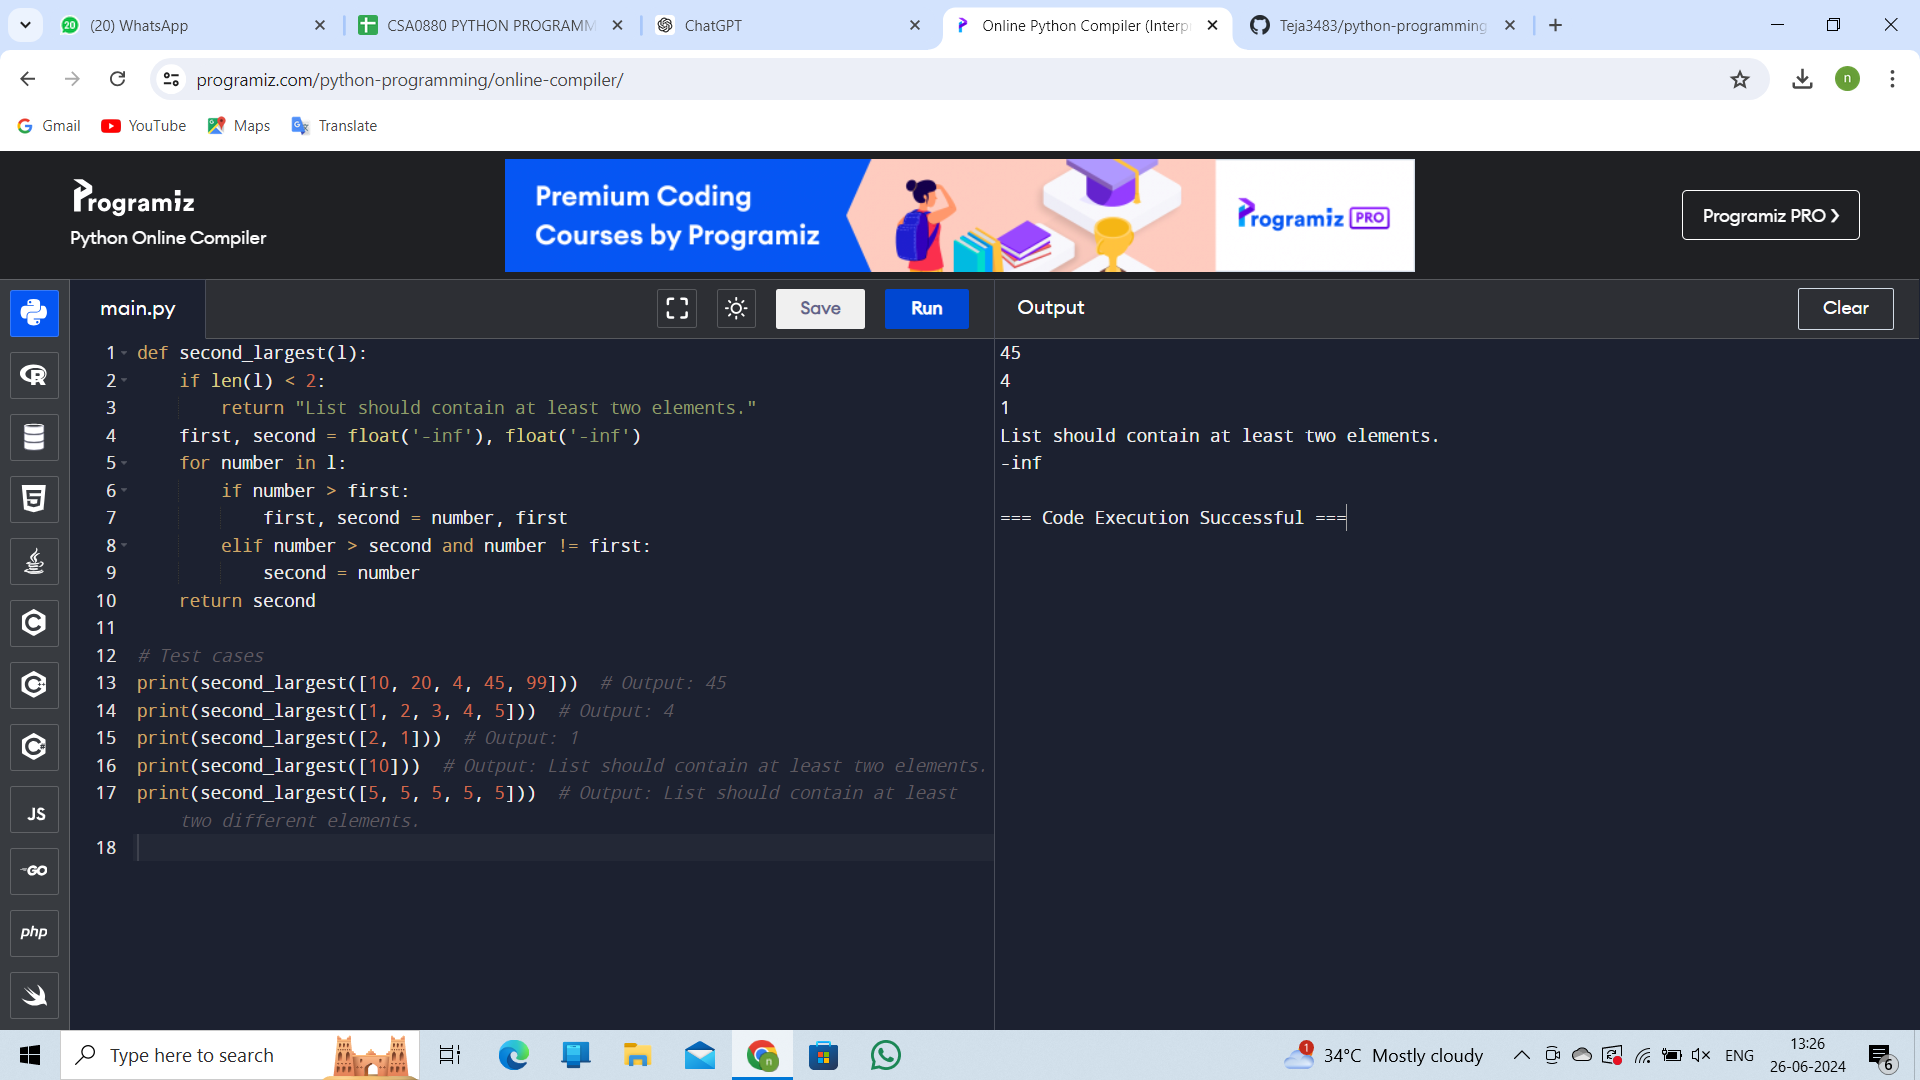 (20) WhatsApp
CSA0880 PYTHON PROGRAMM
ChatGPT
Online Python Compiler (Interp
Teja3483/python-programming
programiz.com/python-programming/online-compiler/
n
Gmail
YouTube
Maps
Translate
Programiz
Python Online Compiler
Premium Coding
Courses by Programiz
Programiz PRO
Programiz PRO ❯
main.py
Save
Run
Output
Clear
1 def second_largest(l):
2     if len(l) < 2:
3         return "List should contain at least two elements."
4     first, second = float('-inf'), float('-inf')
5     for number in l:
6         if number > first:
7             first, second = number, first
8         elif number > second and number != first:
9             second = number
10     return second
11
12 # Test cases
13 print(second_largest([10, 20, 4, 45, 99]))  # Output: 45
14 print(second_largest([1, 2, 3, 4, 5]))  # Output: 4
15 print(second_largest([2, 1]))  # Output: 1
16 print(second_largest([10]))  # Output: List should contain at least two elements.
17 print(second_largest([5, 5, 5, 5, 5]))  # Output: List should contain at least
two different elements.
18
45
4
1
List should contain at least two elements.
-inf
=== Code Execution Successful ===
JS
GO
php
Type here to search
1
34°C Mostly cloudy
ENG
13:26
26-06-2024
6